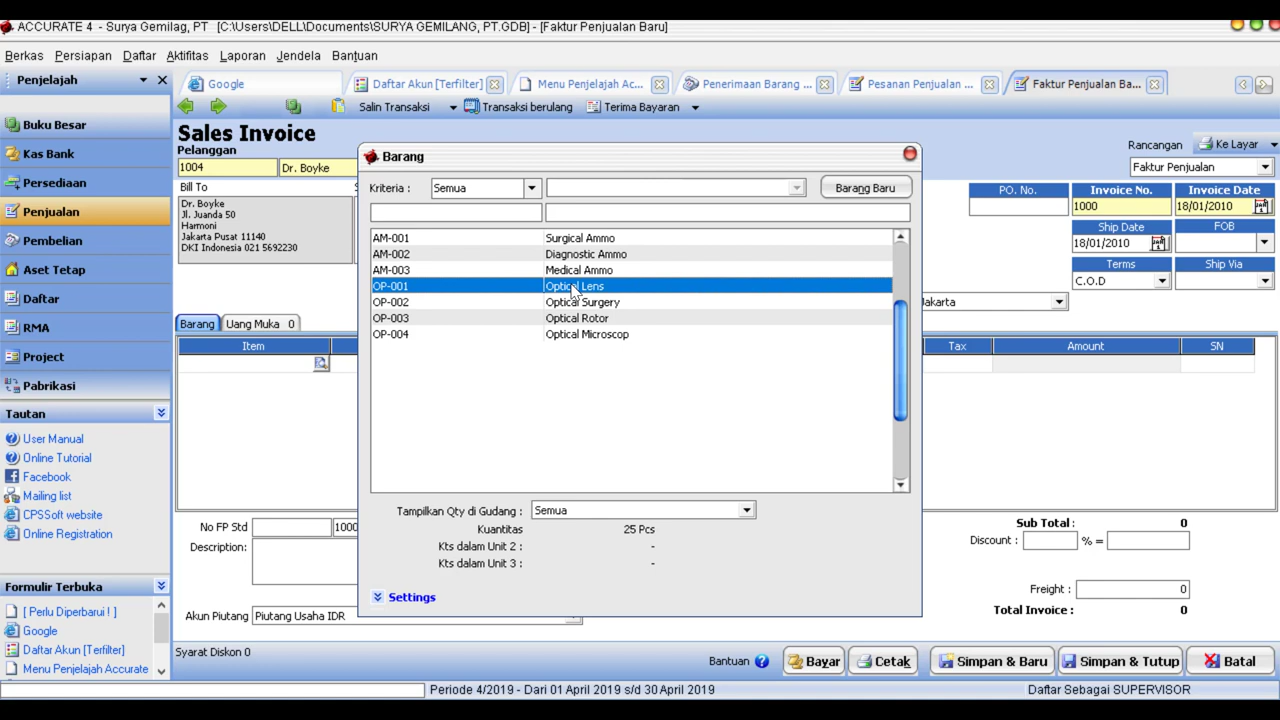 ACCURATE 4 - Surya Gemilag, PT [C:\Users\DELL\Documents\SURYA GEMILANG, PT.GDB] - [Faktur Penjualan Baru]
Berkas Persiapan Daftar Aktifitas Laporan Jendela Bantuan
Penjelajah
Google
Daftar Akun [Terfilter]
Menu Penjelajah Ac...
Penerimaan Barang ...
Pesanan Penjualan ...
Faktur Penjualan Ba...
Salin Transaksi
Transaksi berulang
Terima Bayaran
Buku Besar
Kas Bank
Persediaan
Penjualan
Pembelian
Aset Tetap
Daftar
RMA
Project
Pabrikasi
Tautan
User Manual
Online Tutorial
Facebook
Mailing list
CPSSoft website
Online Registration
Formulir Terbuka
[ Perlu Diperbarui ! ]
Google
Daftar Akun [Terfilter]
Menu Penjelajah Accurate
Sales Invoice
Pelanggan
1004 Dr. Boyke
Bill To
Dr. Boyke
Jl. Juanda 50
Harmoni
Jakarta Pusat 11140
DKI Indonesia 021 5692230
Rancangan Ke Layar
Faktur Penjualan
PO. No. Invoice No. Invoice Date
1000 18/01/2010
Ship Date FOB
18/01/2010
Terms Ship Via
C.O.D
Jakarta
Barang Uang Muka 0
Item Tax Amount SN
Barang
Kriteria : Semua Barang Baru
AM-001 Surgical Ammo
AM-002 Diagnostic Ammo
AM-003 Medical Ammo
OP-001 Optical Lens
OP-002 Optical Surgery
OP-003 Optical Rotor
OP-004 Optical Microscop
Tampilkan Qty di Gudang : Semua
Kuantitas 25 Pcs
Kts dalam Unit 2 : -
Kts dalam Unit 3 : -
Settings
No FP Std 1000
Description:
Akun Piutang Piutang Usaha IDR
Sub Total : 0
Discount : % =
Freight : 0
Total Invoice : 0
Syarat Diskon 0
Bantuan Bayar Cetak Simpan & Baru Simpan & Tutup Batal
Periode 4/2019 - Dari 01 April 2019 s/d 30 April 2019 Daftar Sebagai SUPERVISOR